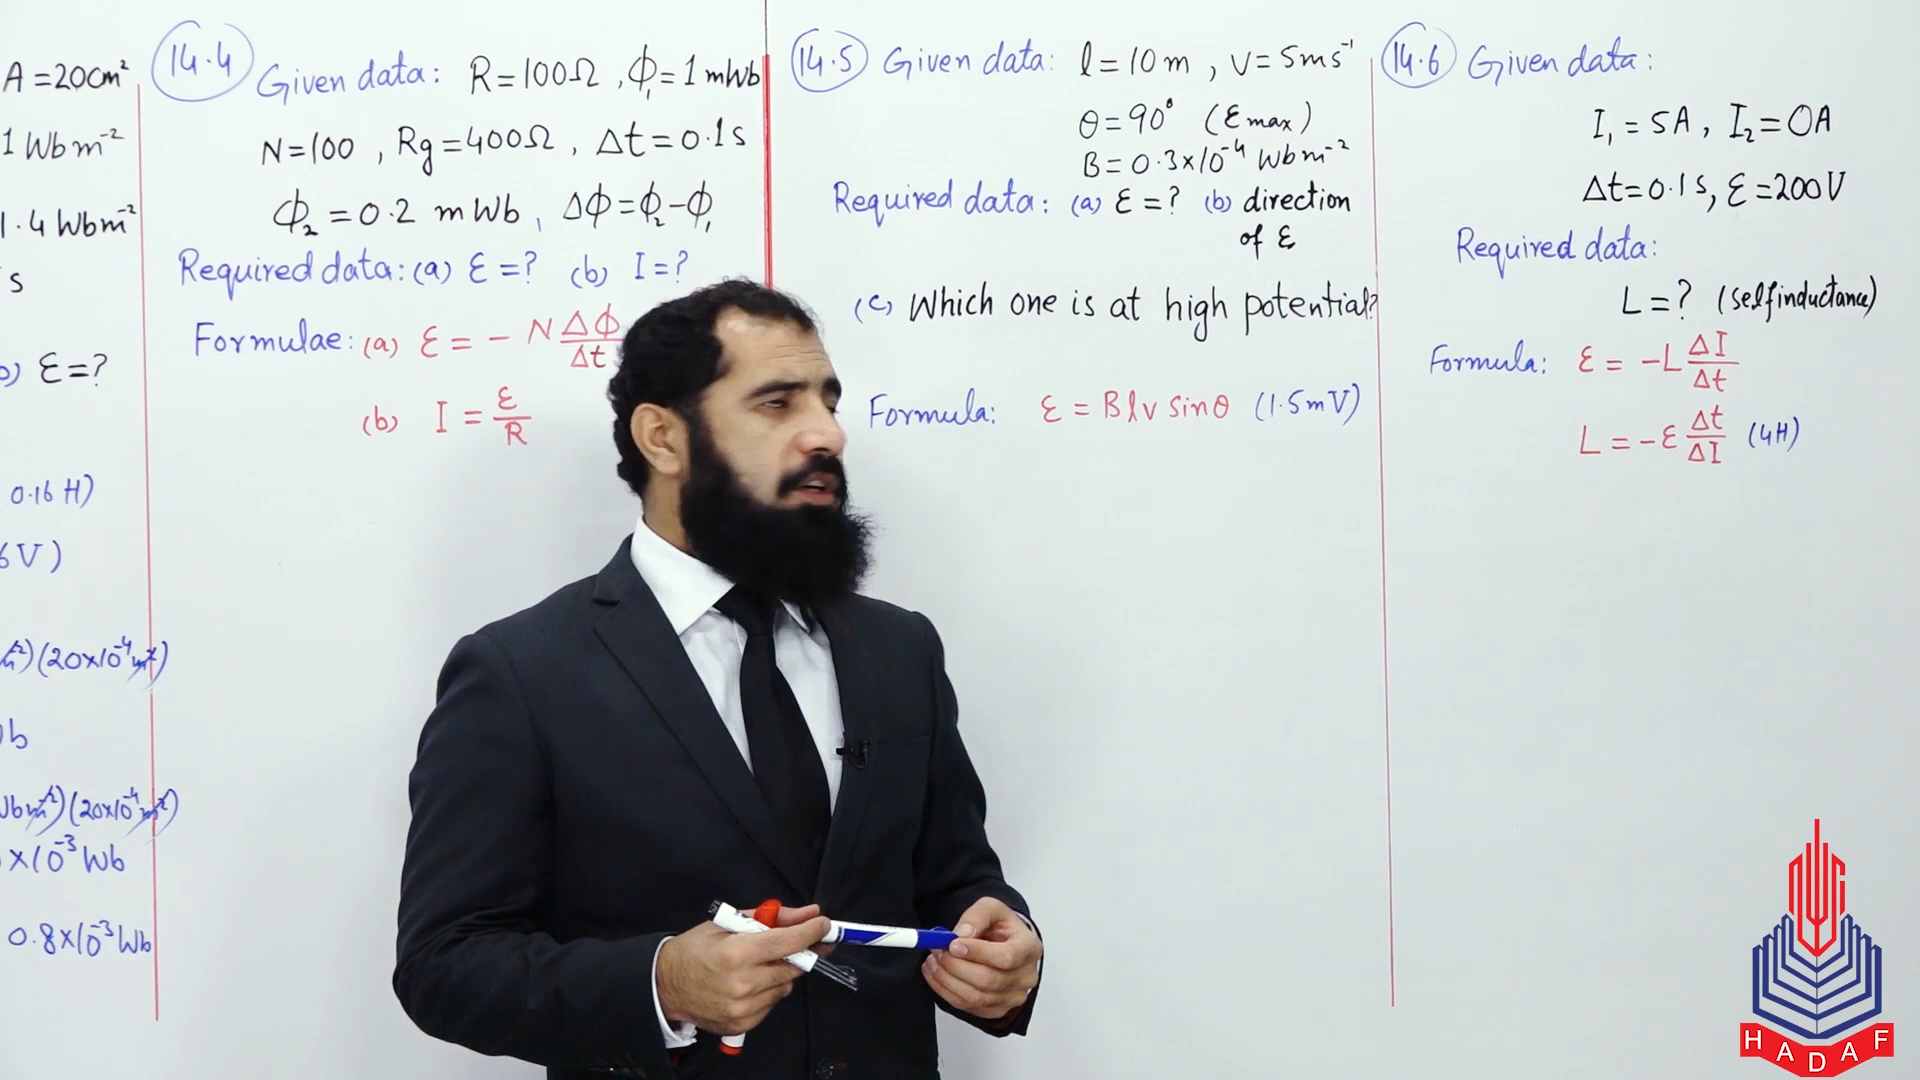 A = 20cm²
1 Wbm⁻²
1.4 Wbm⁻²
s
ε = ?
0.16 H)
6V)
(20×10⁻⁴m²)
b
Wbm²)(20×10⁻⁴m²)
×10⁻³ Wb
0.8×10⁻³ Wb
14.4 Given data: R = 100Ω, Φ₁ = 1 mWb
N = 100, Rg = 400Ω, Δt = 0.1s
Φ₂ = 0.2 mWb, ΔΦ = Φ₂ - Φ₁
Required data: (a) ε = ? (b) I = ?
Formulae: (a) ε = - N ΔΦ/Δt
(b) I = ε/R
14.5 Given data: l = 10 m, v = 5ms⁻¹
θ = 90° (εmax)
B = 0.3×10⁻⁴ Wbm⁻²
Required data: (a) ε = ? (b) direction
of ε
(c) Which one is at high potential?
Formula: ε = Blv sinθ (1.5mV)
14.6 Given data:
I₁ = 5A, I₂ = 0A
Δt = 0.1s, ε = 200V
Required data:
L = ? (selfinductance)
Formula: ε = -L ΔI/Δt
L = -ε Δt/ΔI (4H)
HADAF